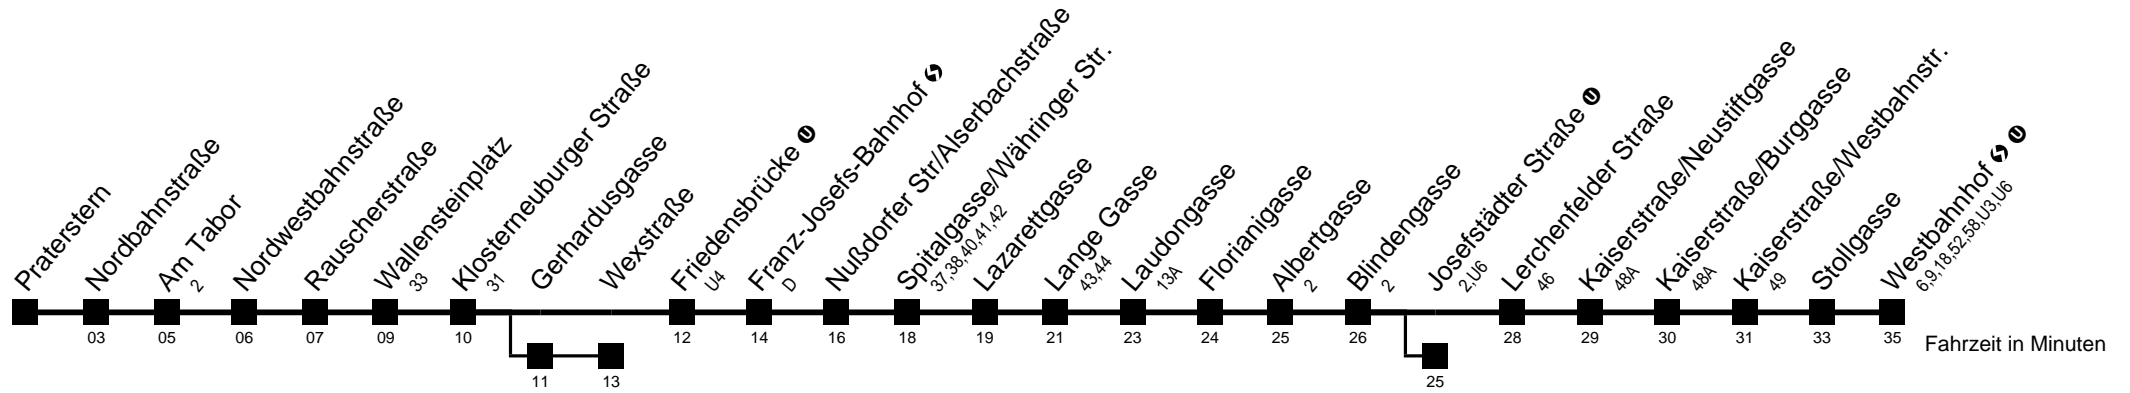 Praterstern
Nordbahnstraße
03
Am Tabor
2
05
Nordwestbahnstraße
06
Rauscherstraße
07
Wallensteinplatz
33
09
Klosterneuburger Straße
31
10
Gerhardusgasse
11
Wexstraße
13
Friedensbrücke U
U4
12
Franz-Josefs-Bahnhof
D
14
Nußdorfer Str/Alserbachstraße
16
Spitalgasse/Währinger Str.
37,38,40,41,42
18
Lazarettgasse
19
Lange Gasse
43,44
21
Laudongasse
13A
23
Florianigasse
24
Albertgasse
2
25
Blindengasse
2
26
Josefstädter Straße U
2,U6
25
Lerchenfelder Straße
46
28
Kaiserstraße/Neustiftgasse
48A
29
Kaiserstraße/Burggasse
48A
30
Kaiserstraße/Westbahnstr.
49
31
Stollgasse
33
Westbahnhof U
6,9,18,52,58,U3,U6
35
Fahrzeit in Minuten